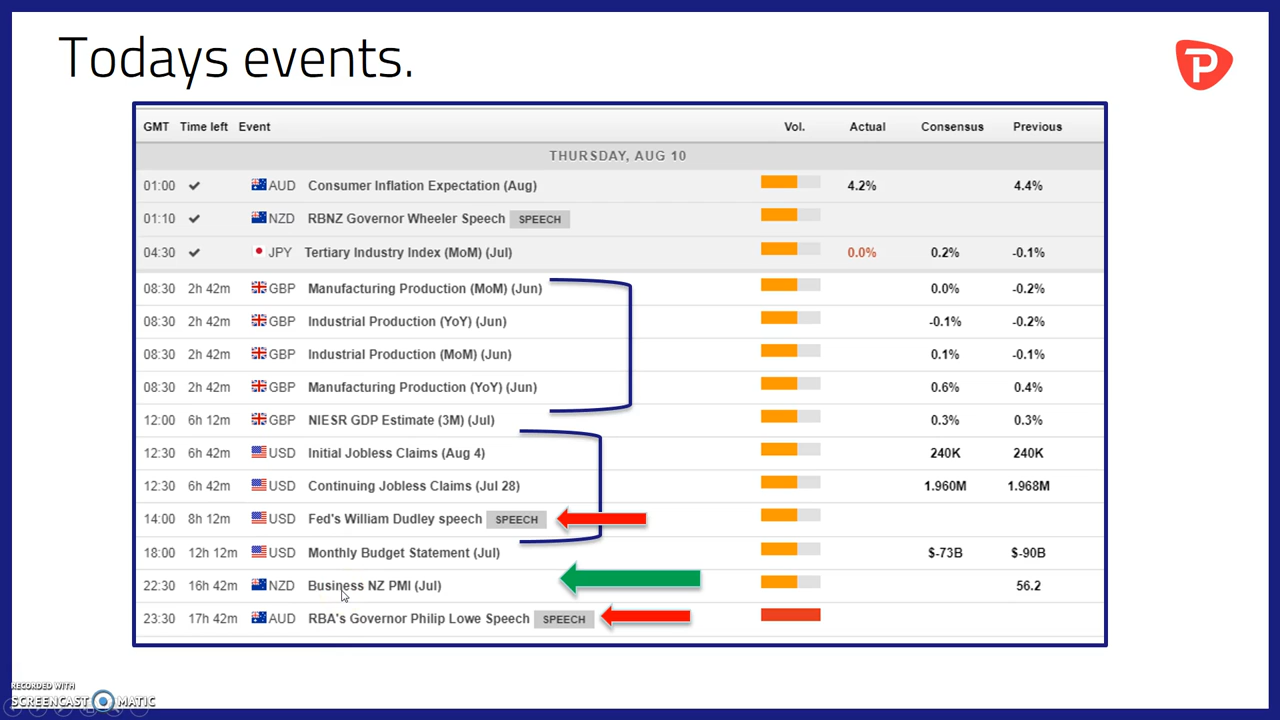 Todays events.
P
GMT Time left Event Vol. Actual Consensus Previous
THURSDAY, AUG 10
01:00 AUD Consumer Inflation Expectation (Aug) 4.2% 4.4%
01:10 NZD RBNZ Governor Wheeler Speech SPEECH
04:30 JPY Tertiary Industry Index (MoM) (Jul) 0.0% 0.2% -0.1%
08:30 2h 42m GBP Manufacturing Production (MoM) (Jun) 0.0% -0.2%
08:30 2h 42m GBP Industrial Production (YoY) (Jun) -0.1% -0.2%
08:30 2h 42m GBP Industrial Production (MoM) (Jun) 0.1% -0.1%
08:30 2h 42m GBP Manufacturing Production (YoY) (Jun) 0.6% 0.4%
12:00 6h 12m GBP NIESR GDP Estimate (3M) (Jul) 0.3% 0.3%
12:30 6h 42m USD Initial Jobless Claims (Aug 4) 240K 240K
12:30 6h 42m USD Continuing Jobless Claims (Jul 28) 1.960M 1.968M
14:00 8h 12m USD Fed's William Dudley speech SPEECH
18:00 12h 12m USD Monthly Budget Statement (Jul) $-73B $-90B
22:30 16h 42m NZD Business NZ PMI (Jul) 56.2
23:30 17h 42m AUD RBA's Governor Philip Lowe Speech SPEECH
RECORDED WITH
SCREENCAST MATIC